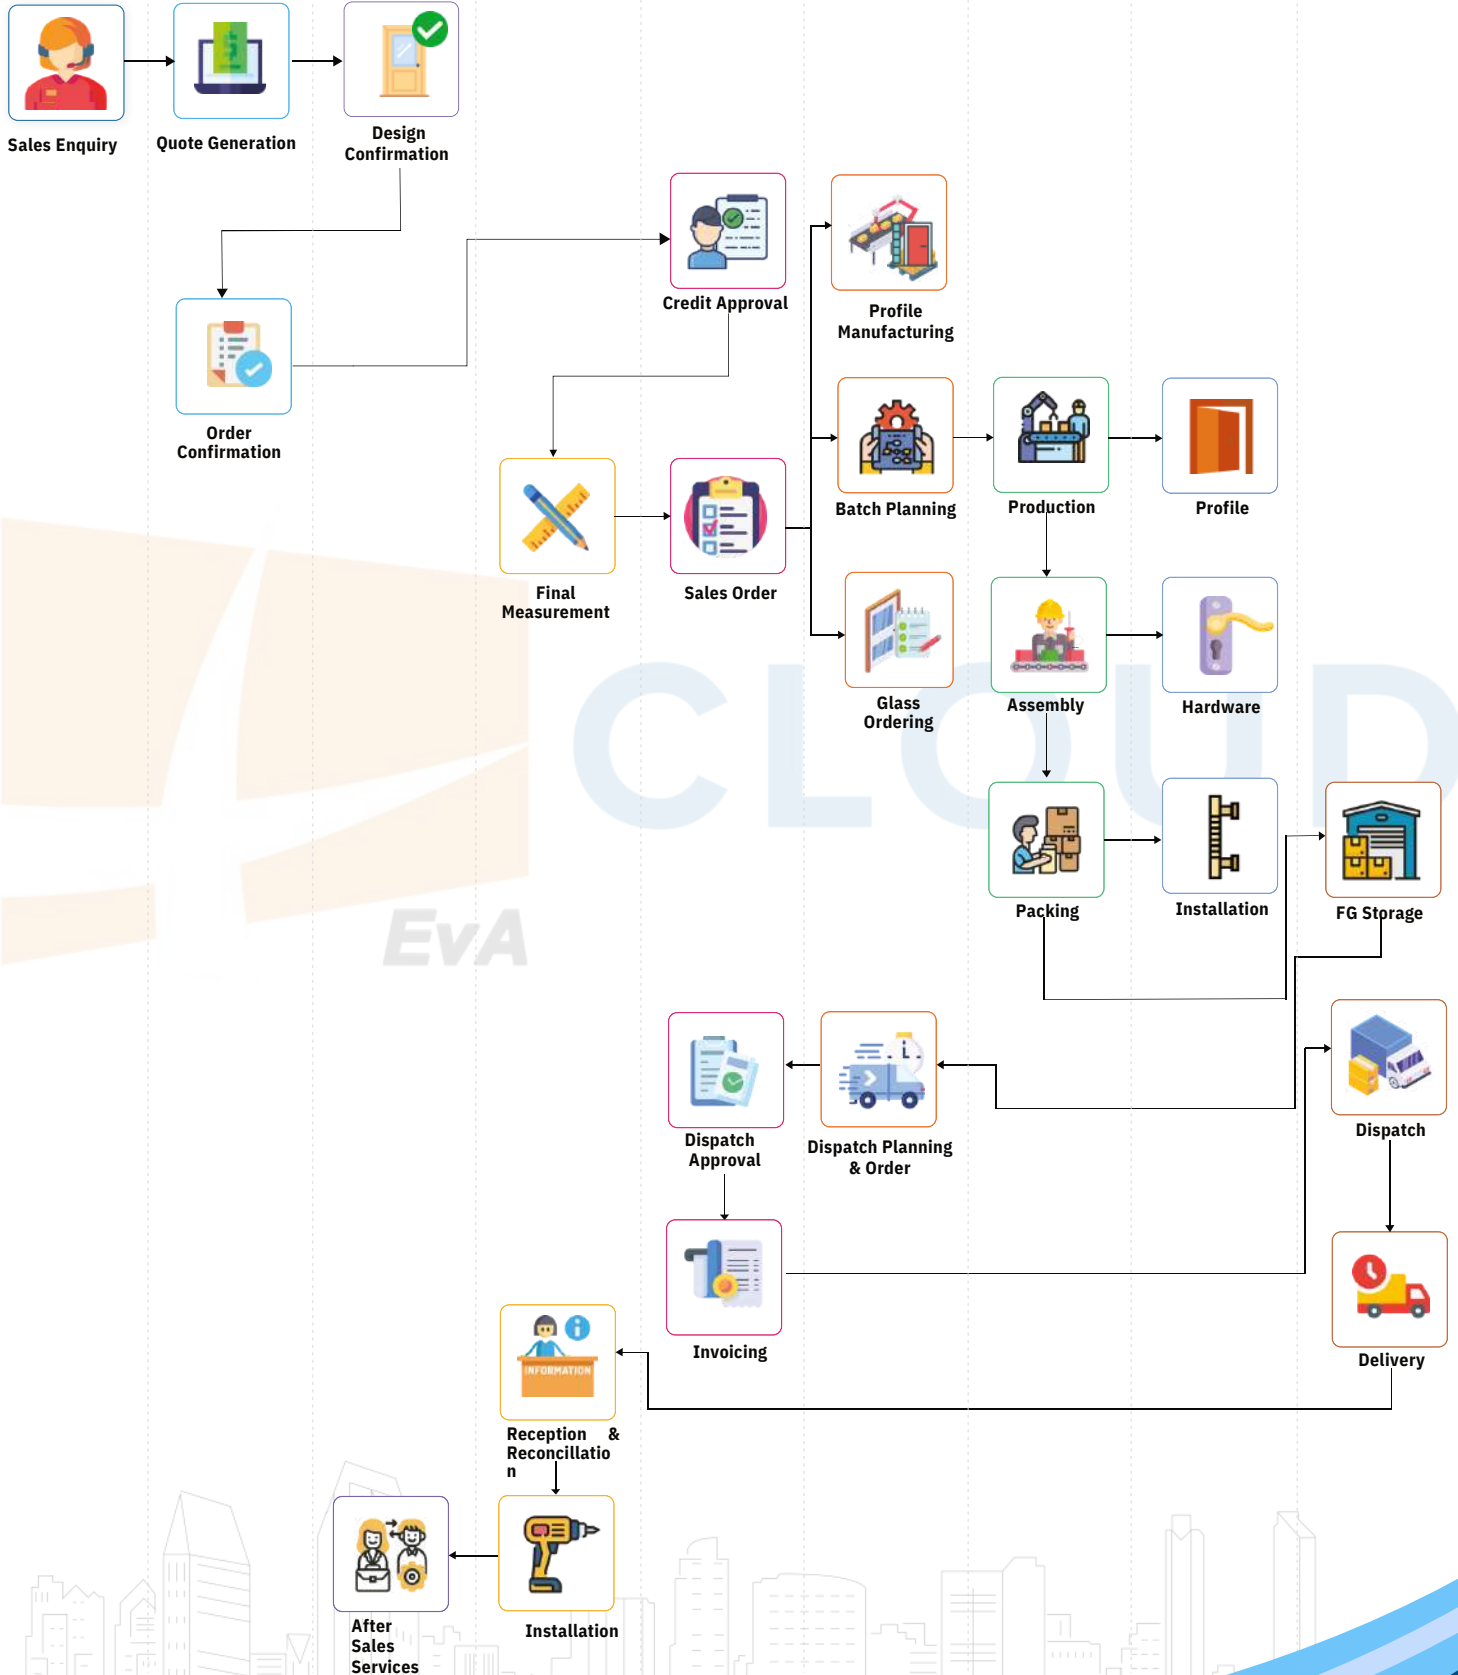 Sales Enquiry
Quote Generation
Design
Confirmation
Credit Approval
Profile
Manufacturing
Order
Confirmation
Batch Planning
Production
Profile
Final
Measurement
Sales Order
Glass
Ordering
Assembly
Hardware
CLOUD
EvA
Packing
Installation
FG Storage
Dispatch
Approval
Dispatch Planning
& Order
Dispatch
Invoicing
Delivery
INFORMATION
Reception &
Reconcillatio
n
After
Sales
Services
Installation